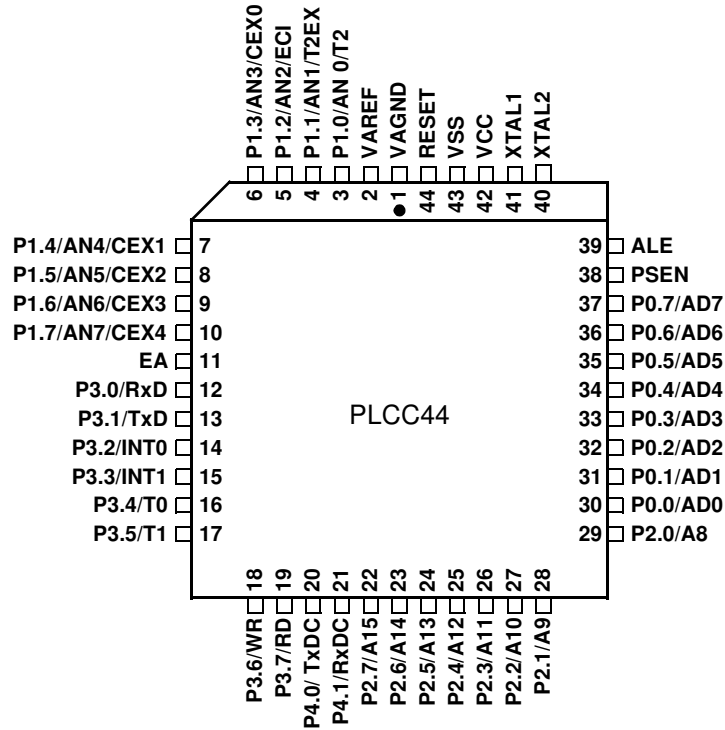 P1.3/AN3/CEX0
P1.2/AN2/ECI
P1.1/AN1/T2EX
P1.0/AN 0/T2
VAREF
VAGND
RESET
VSS
VCC
XTAL1
XTAL2
6
5
4
3
2
1
44
43
42
41
40
P1.4/AN4/CEX1 7
P1.5/AN5/CEX2 8
P1.6/AN6/CEX3 9
P1.7/AN7/CEX4 10
EA 11
P3.0/RxD 12
P3.1/TxD 13
P3.2/INT0 14
P3.3/INT1 15
P3.4/T0 16
P3.5/T1 17
PLCC44
39 ALE
38 PSEN
37 P0.7/AD7
36 P0.6/AD6
35 P0.5/AD5
34 P0.4/AD4
33 P0.3/AD3
32 P0.2/AD2
31 P0.1/AD1
30 P0.0/AD0
29 P2.0/A8
18
19
20
21
22
23
24
25
26
27
28
P3.6/WR
P3.7/RD
P4.0/ TxDC
P4.1/RxDC
P2.7/A15
P2.6/A14
P2.5/A13
P2.4/A12
P2.3/A11
P2.2/A10
P2.1/A9